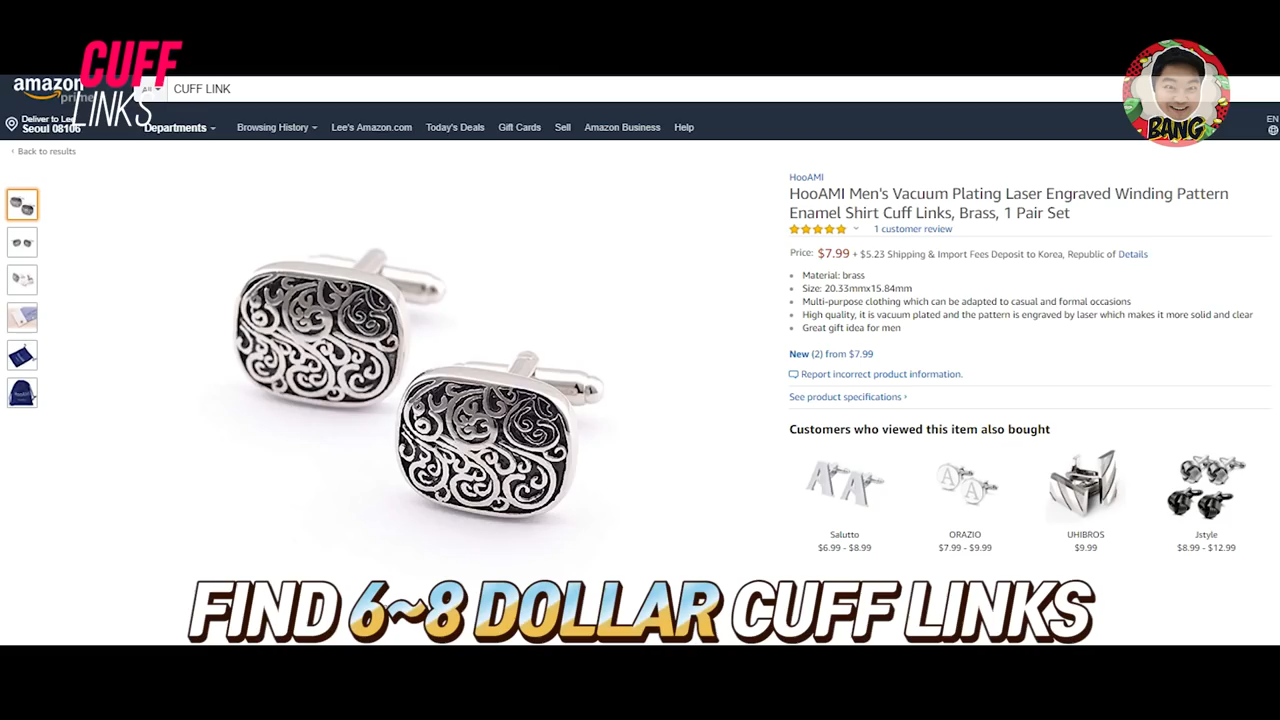 CUFF
LINKS
amazon
prime
All
CUFF LINK
BANG
Deliver to Lee
Seoul 08106
Departments
Browsing History
Lee's Amazon.com
Today's Deals
Gift Cards
Sell
Amazon Business
Help
EN
‹ Back to results
HooAMI
HooAMI Men's Vacuum Plating Laser Engraved Winding Pattern
Enamel Shirt Cuff Links, Brass, 1 Pair Set
1 customer review
Price: $7.99 + $5.23 Shipping & Import Fees Deposit to Korea, Republic of Details
• Material: brass
• Size: 20.33mmx15.84mm
• Multi-purpose clothing which can be adapted to casual and formal occasions
• High quality, it is vacuum plated and the pattern is engraved by laser which makes it more solid and clear
• Great gift idea for men
New (2) from $7.99
Report incorrect product information.
See product specifications ›
Customers who viewed this item also bought
A A
A A
Salutto
$6.99 - $8.99
ORAZIO
$7.99 - $9.99
UHIBROS
$9.99
Jstyle
$8.99 - $12.99
FIND 6~8 DOLLAR CUFF LINKS